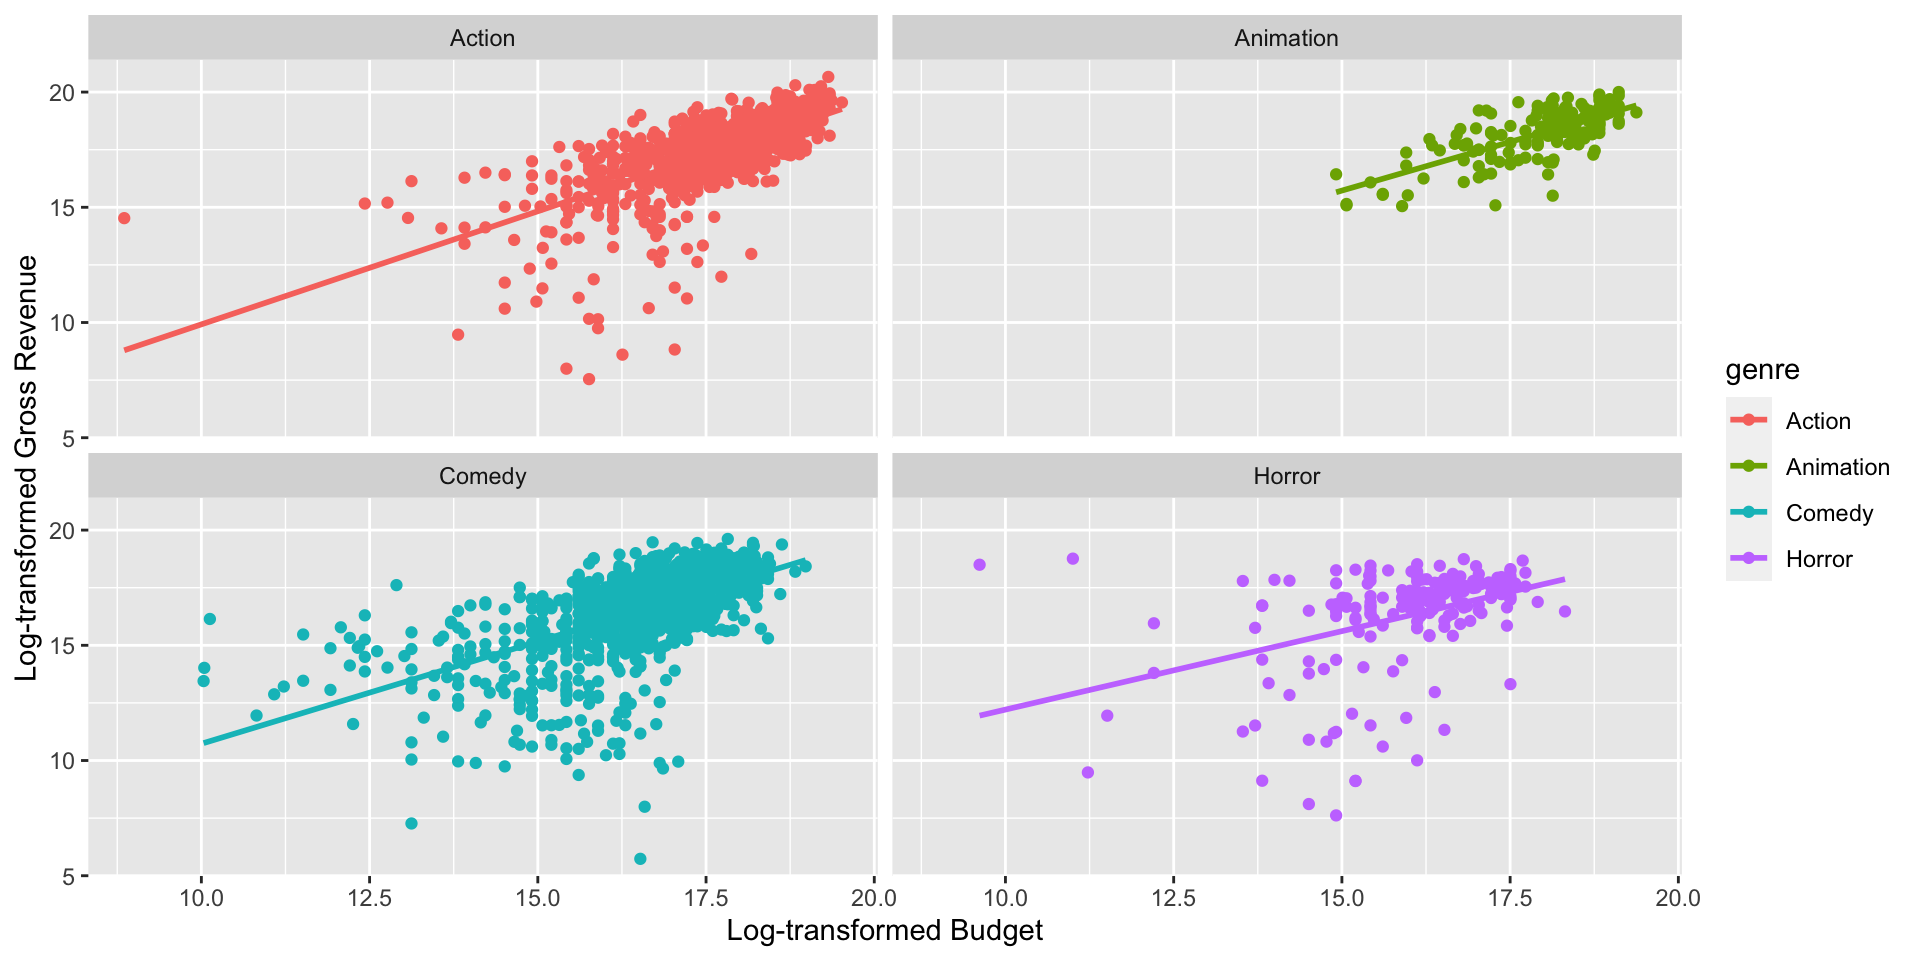 Action
Animation
20
15
10
5
Comedy
Horror
20
15
10
5
10.0 12.5 15.0 17.5 20.0
10.0 12.5 15.0 17.5 20.0
Log-transformed Budget
Log-transformed Gross Revenue
genre
Action
Animation
Comedy
Horror